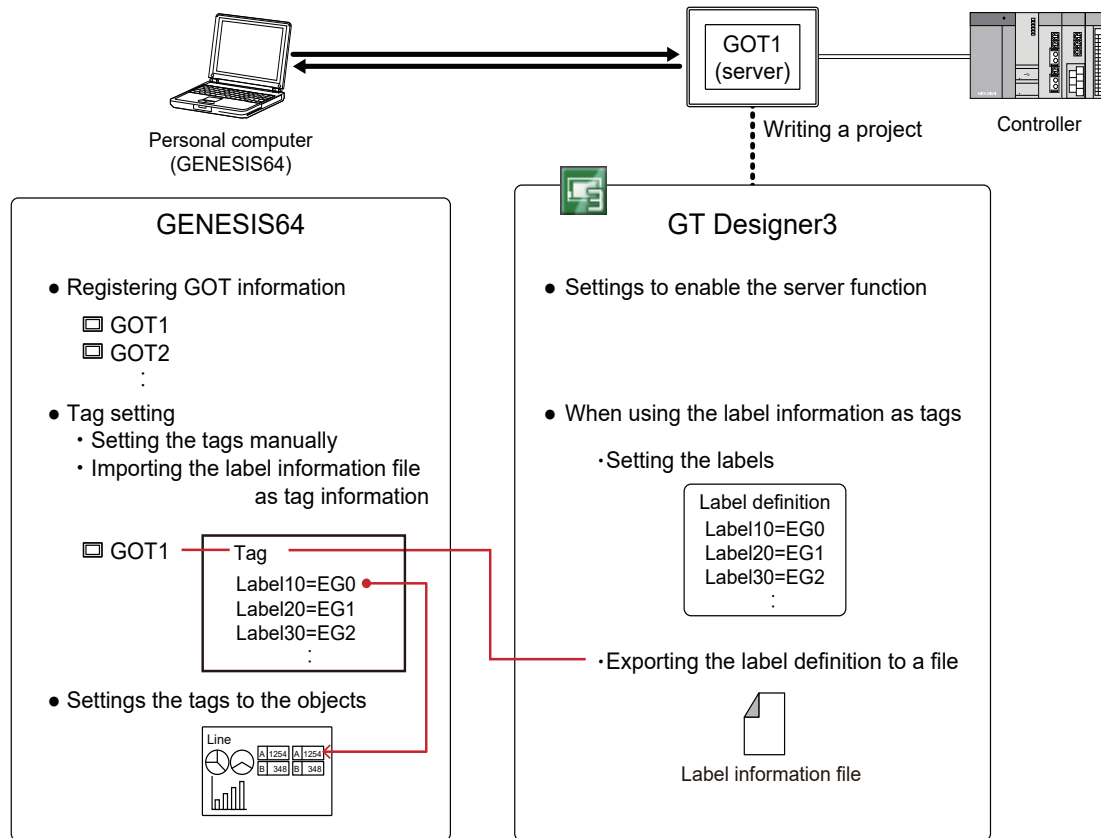 GOT1
(server)
Personal computer
(GENESIS64)
Writing a project
Controller
GENESIS64
● Registering GOT information
GOT1
GOT2
:
● Tag setting
・Setting the tags manually
・Importing the label information file
as tag information
GOT1
Tag
Label10=EG0
Label20=EG1
Label30=EG2
:
● Settings the tags to the objects
Line
A 1254 A 1254
B 348 B 348
GT Designer3
● Settings to enable the server function
● When using the label information as tags
・Setting the labels
Label definition
Label10=EG0
Label20=EG1
Label30=EG2
:
・Exporting the label definition to a file
Label information file